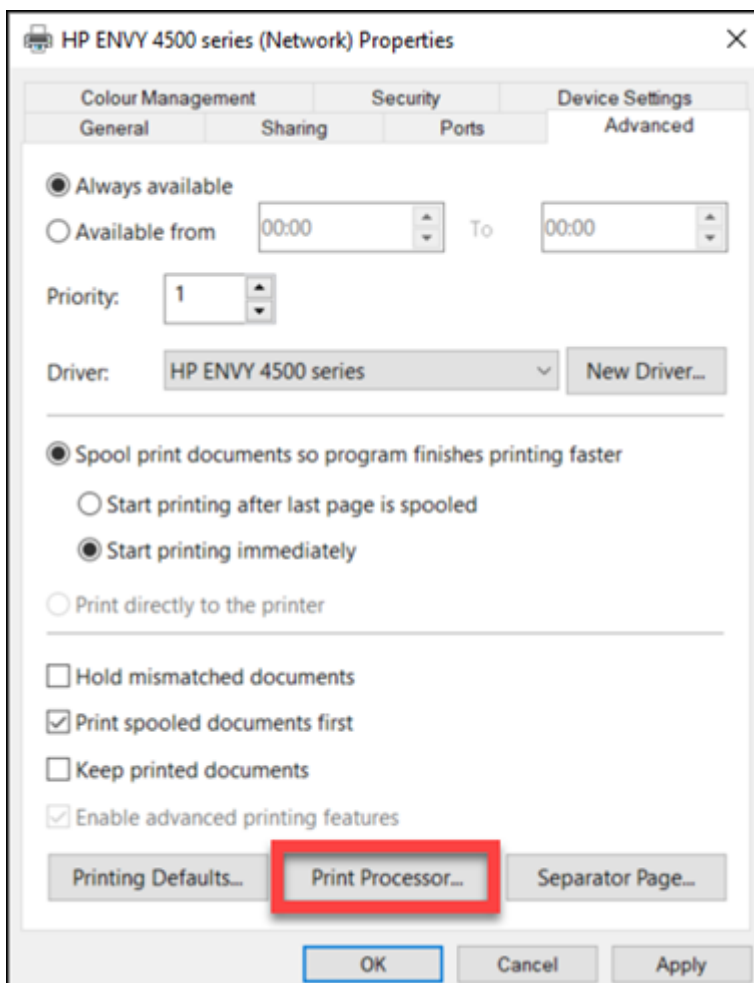 HP ENVY 4500 series (Network) Properties
Colour Management Security Device Settings
General Sharing Ports Advanced
Always available
Available from 00:00 To 00:00
Priority: 1
Driver: HP ENVY 4500 series New Driver...
Spool print documents so program finishes printing faster
Start printing after last page is spooled
Start printing immediately
Print directly to the printer
Hold mismatched documents
Print spooled documents first
Keep printed documents
Enable advanced printing features
Printing Defaults... Print Processor... Separator Page...
OK Cancel Apply